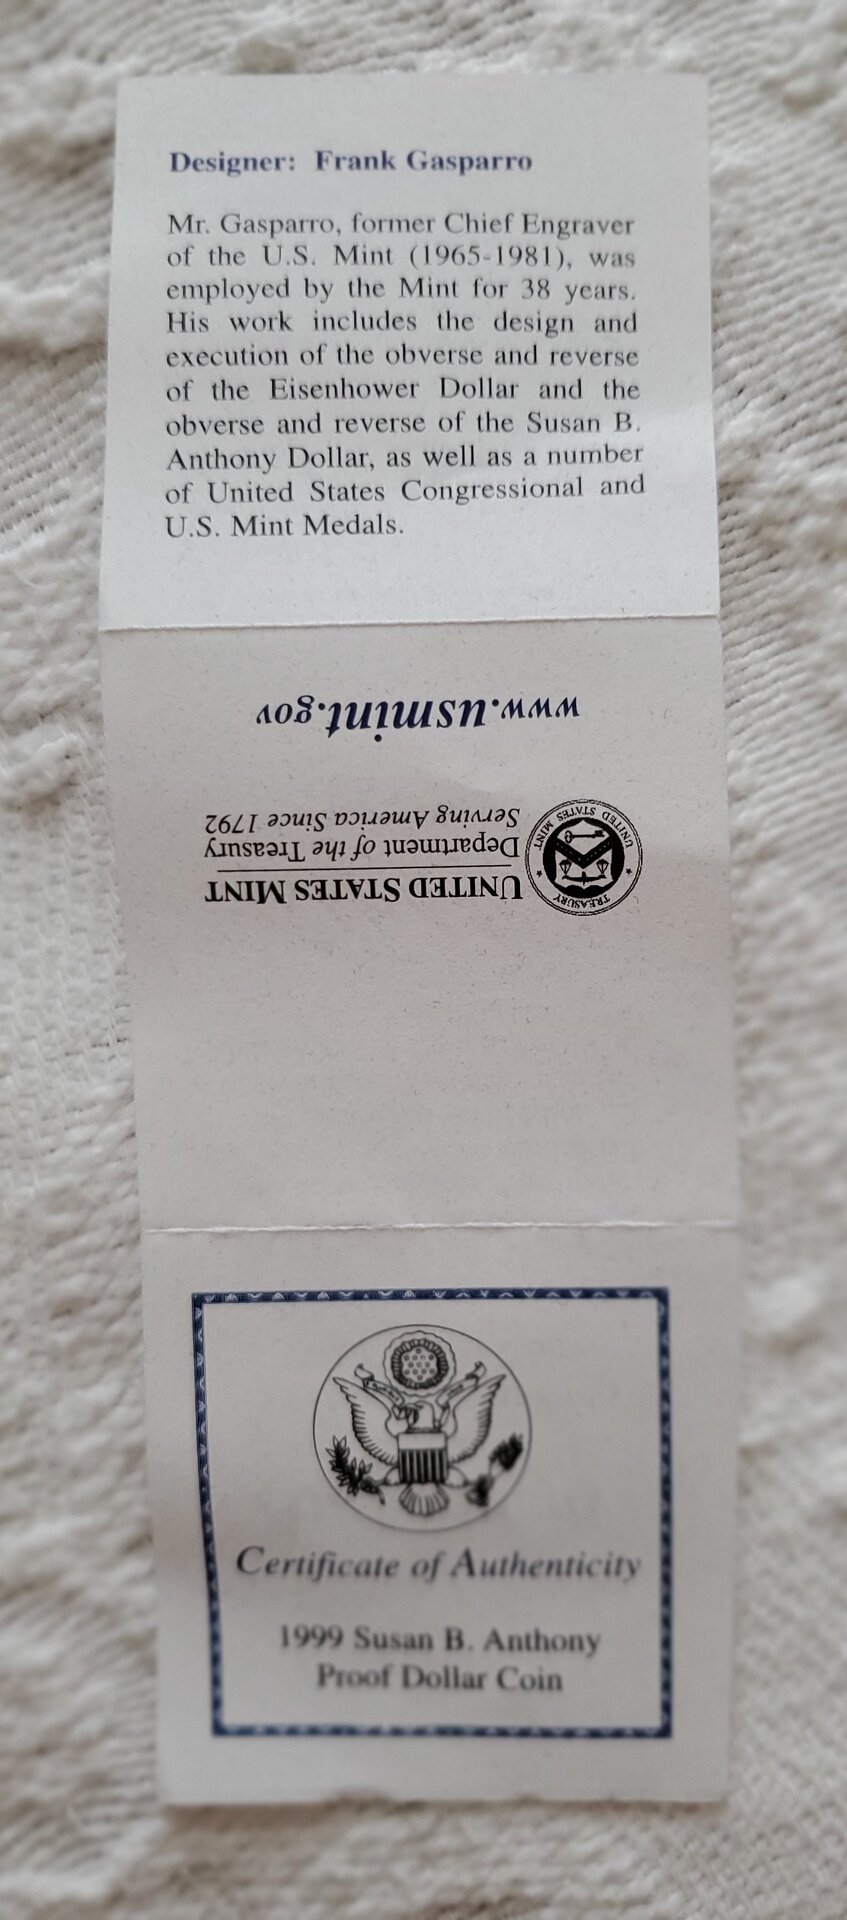 Designer: Frank Gasparro
Mr. Gasparro, former Chief Engraver
of the U.S. Mint (1965-1981), was
employed by the Mint for 38 years.
His work includes the design and
execution of the obverse and reverse
of the Eisenhower Dollar and the
obverse and reverse of the Susan B.
Anthony Dollar, as well as a number
of United States Congressional and
U.S. Mint Medals.
www.usmint.gov
UNITED STATES MINT
Department of the Treasury
Serving America Since 1792
TREASURY
UNITED STATES MINT
Certificate of Authenticity
1999 Susan B. Anthony
Proof Dollar Coin